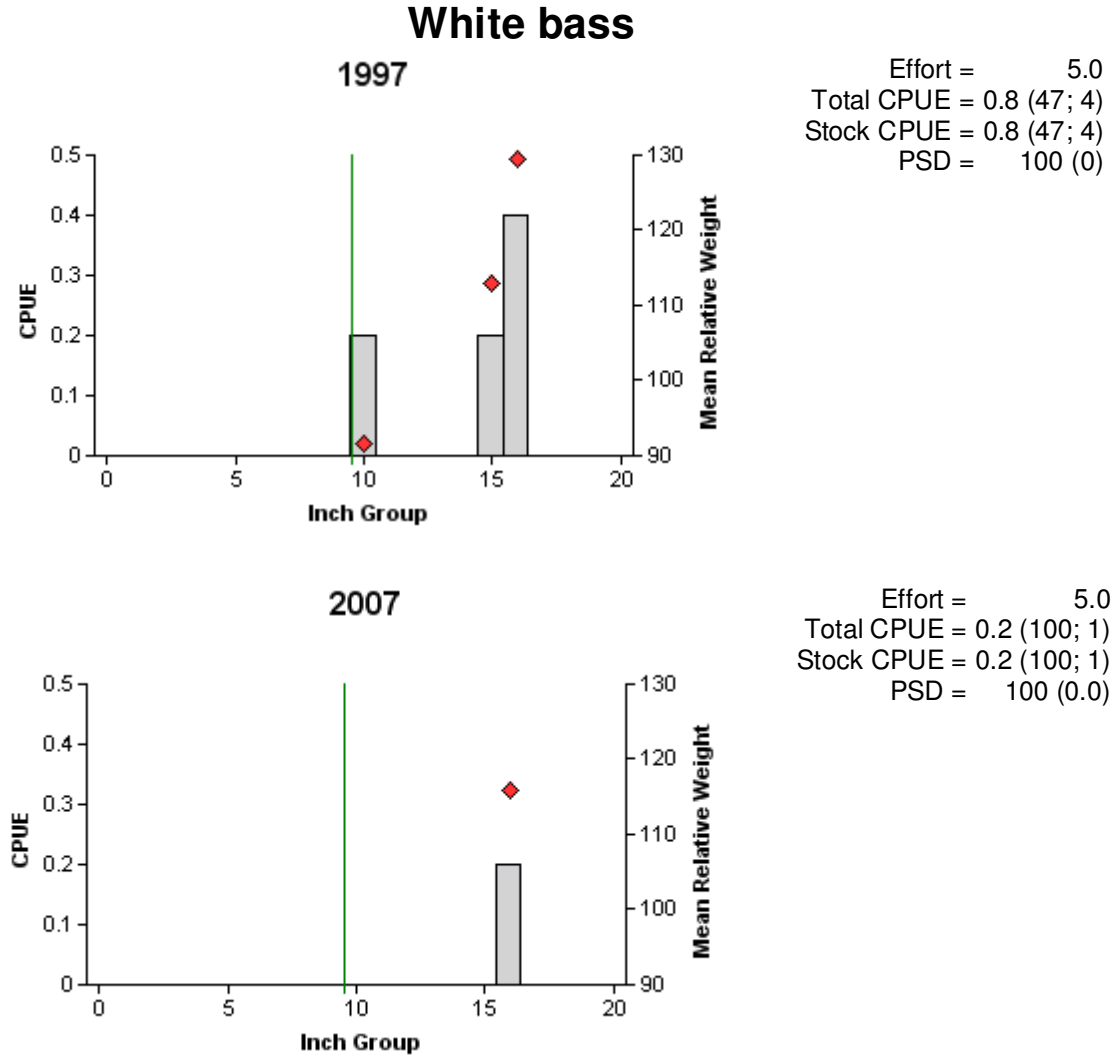 White bass
1997
Effort = 5.0
Total CPUE = 0.8 (47; 4)
Stock CPUE = 0.8 (47; 4)
PSD = 100 (0)
0.5
0.4
0.3
0.2
0.1
0
CPUE
130
120
110
100
90
Mean Relative Weight
0 5 10 15 20
Inch Group
2007
Effort = 5.0
Total CPUE = 0.2 (100; 1)
Stock CPUE = 0.2 (100; 1)
PSD = 100 (0.0)
0.5
0.4
0.3
0.2
0.1
0
CPUE
130
120
110
100
90
Mean Relative Weight
0 5 10 15 20
Inch Group